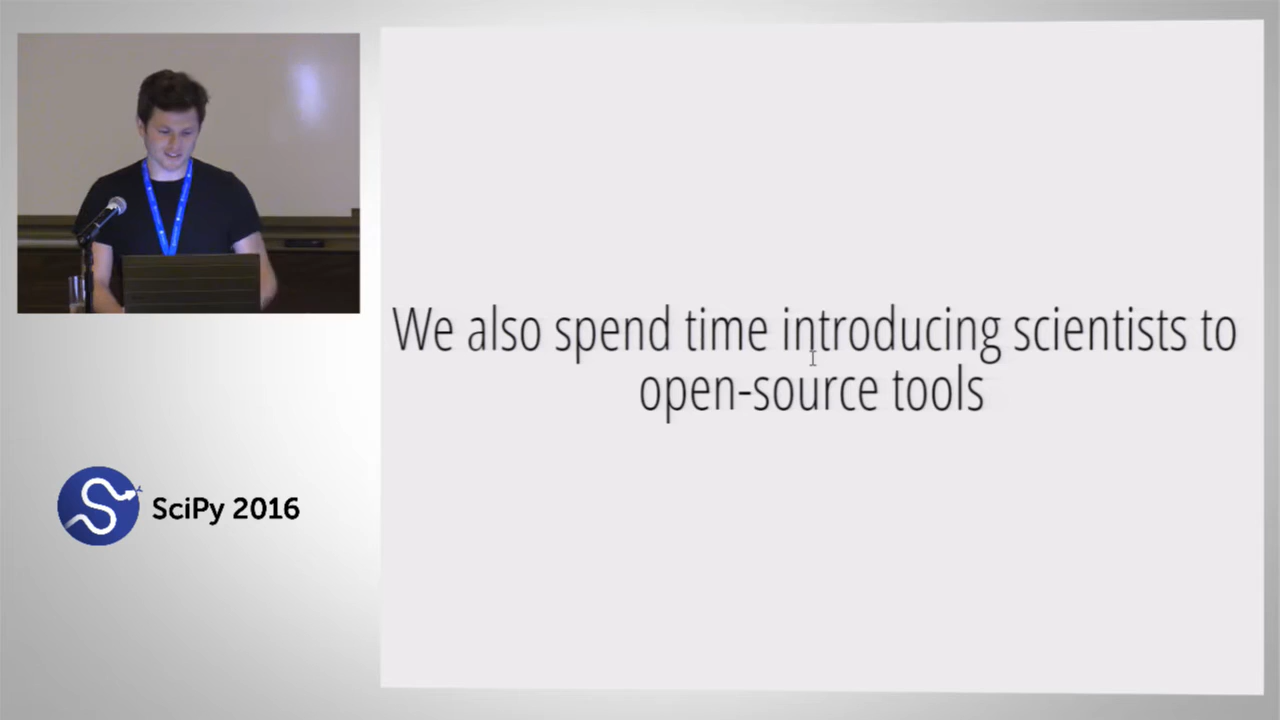 We also spend time introducing scientists to
open-source tools
SciPy 2016